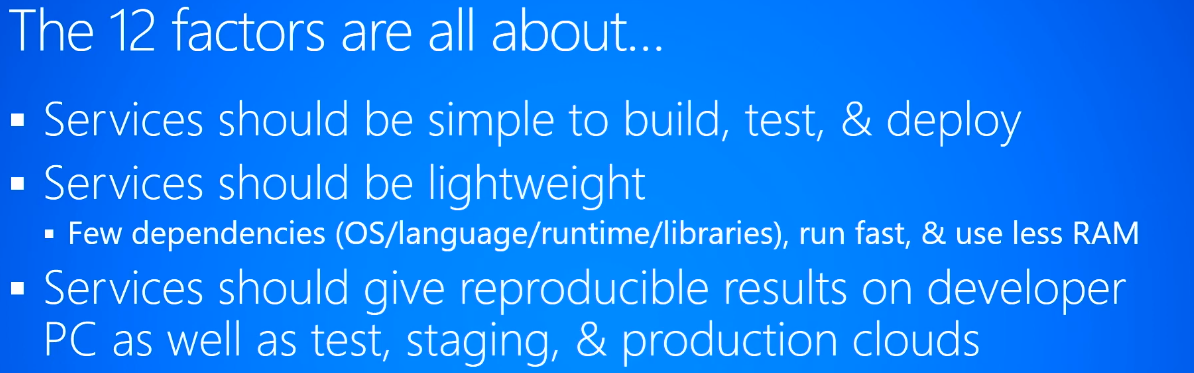 The 12 factors are all about...
▪ Services should be simple to build, test, & deploy
▪ Services should be lightweight
▪ Few dependencies (OS/language/runtime/libraries), run fast, & use less RAM
▪ Services should give reproducible results on developer
PC as well as test, staging, & production clouds